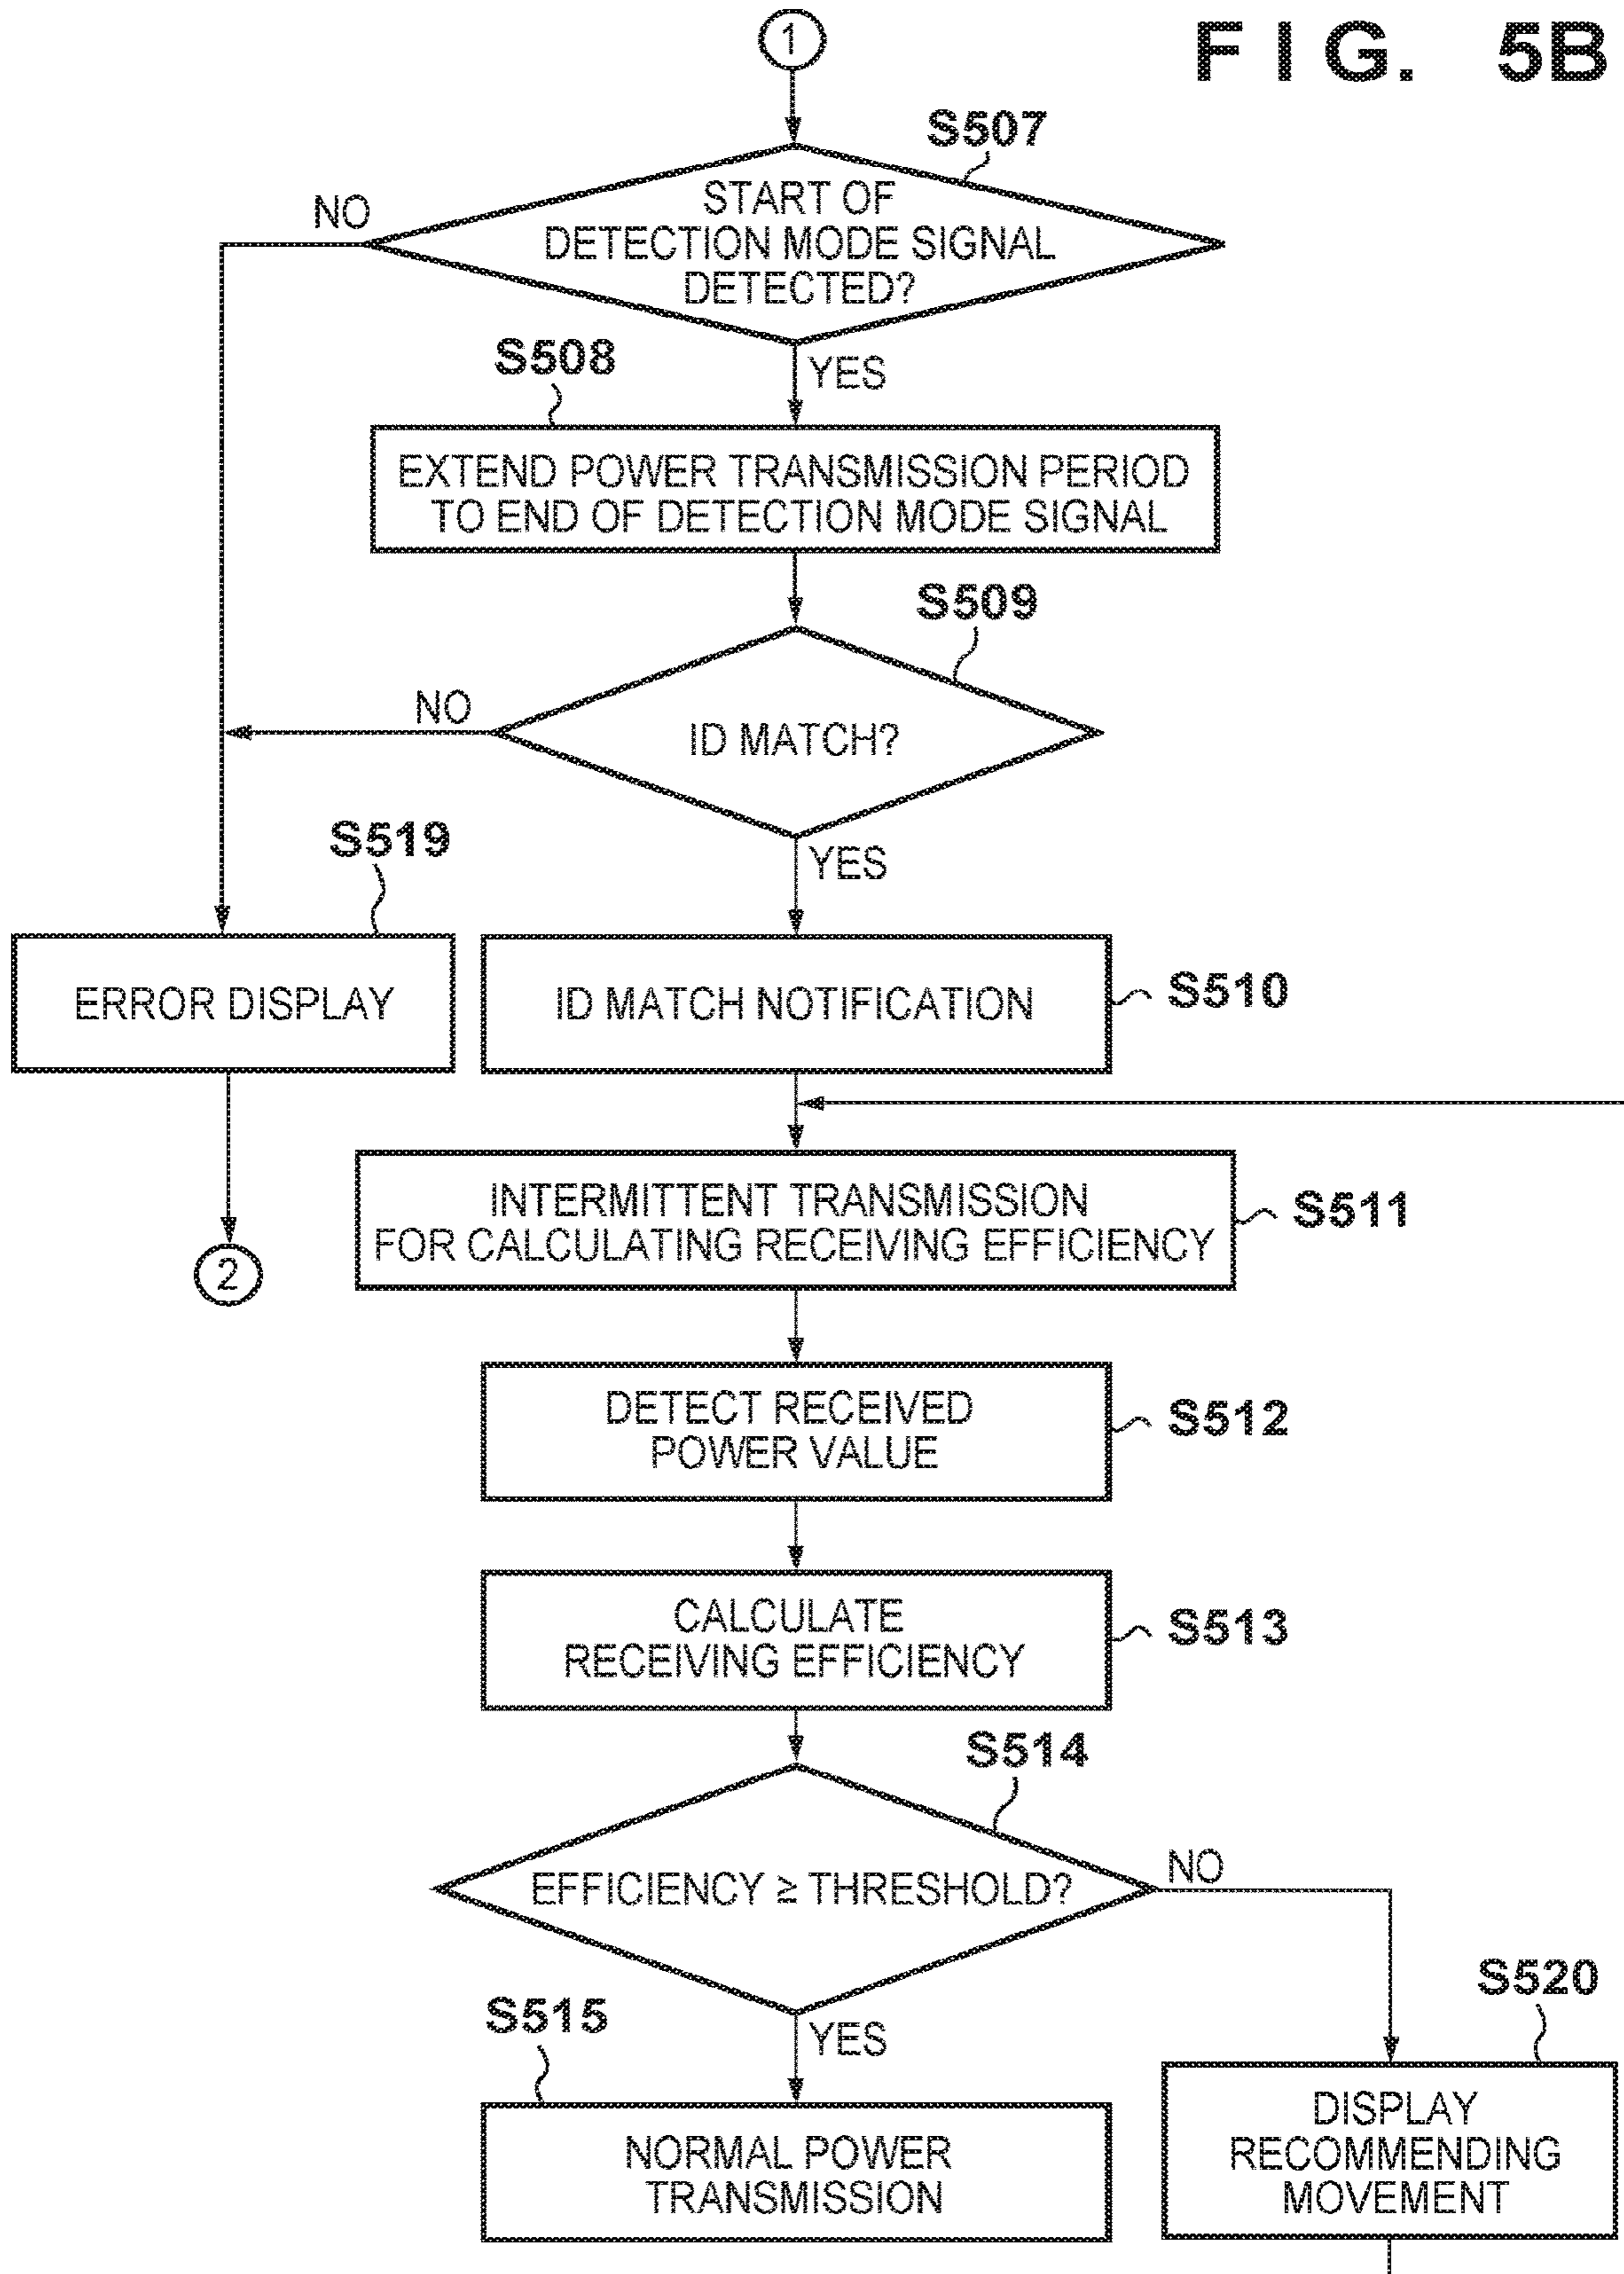 FIG. 5B
1
S507
START OF
DETECTION MODE SIGNAL
DETECTED?
NO
YES
S508
EXTEND POWER TRANSMISSION PERIOD
TO END OF DETECTION MODE SIGNAL
S509
ID MATCH?
NO
YES
S519
ERROR DISPLAY
2
ID MATCH NOTIFICATION
S510
INTERMITTENT TRANSMISSION
FOR CALCULATING RECEIVING EFFICIENCY
S511
DETECT RECEIVED
POWER VALUE
S512
CALCULATE
RECEIVING EFFICIENCY
S513
S514
EFFICIENCY ≥ THRESHOLD?
NO
YES
S515
NORMAL POWER
TRANSMISSION
S520
DISPLAY
RECOMMENDING
MOVEMENT